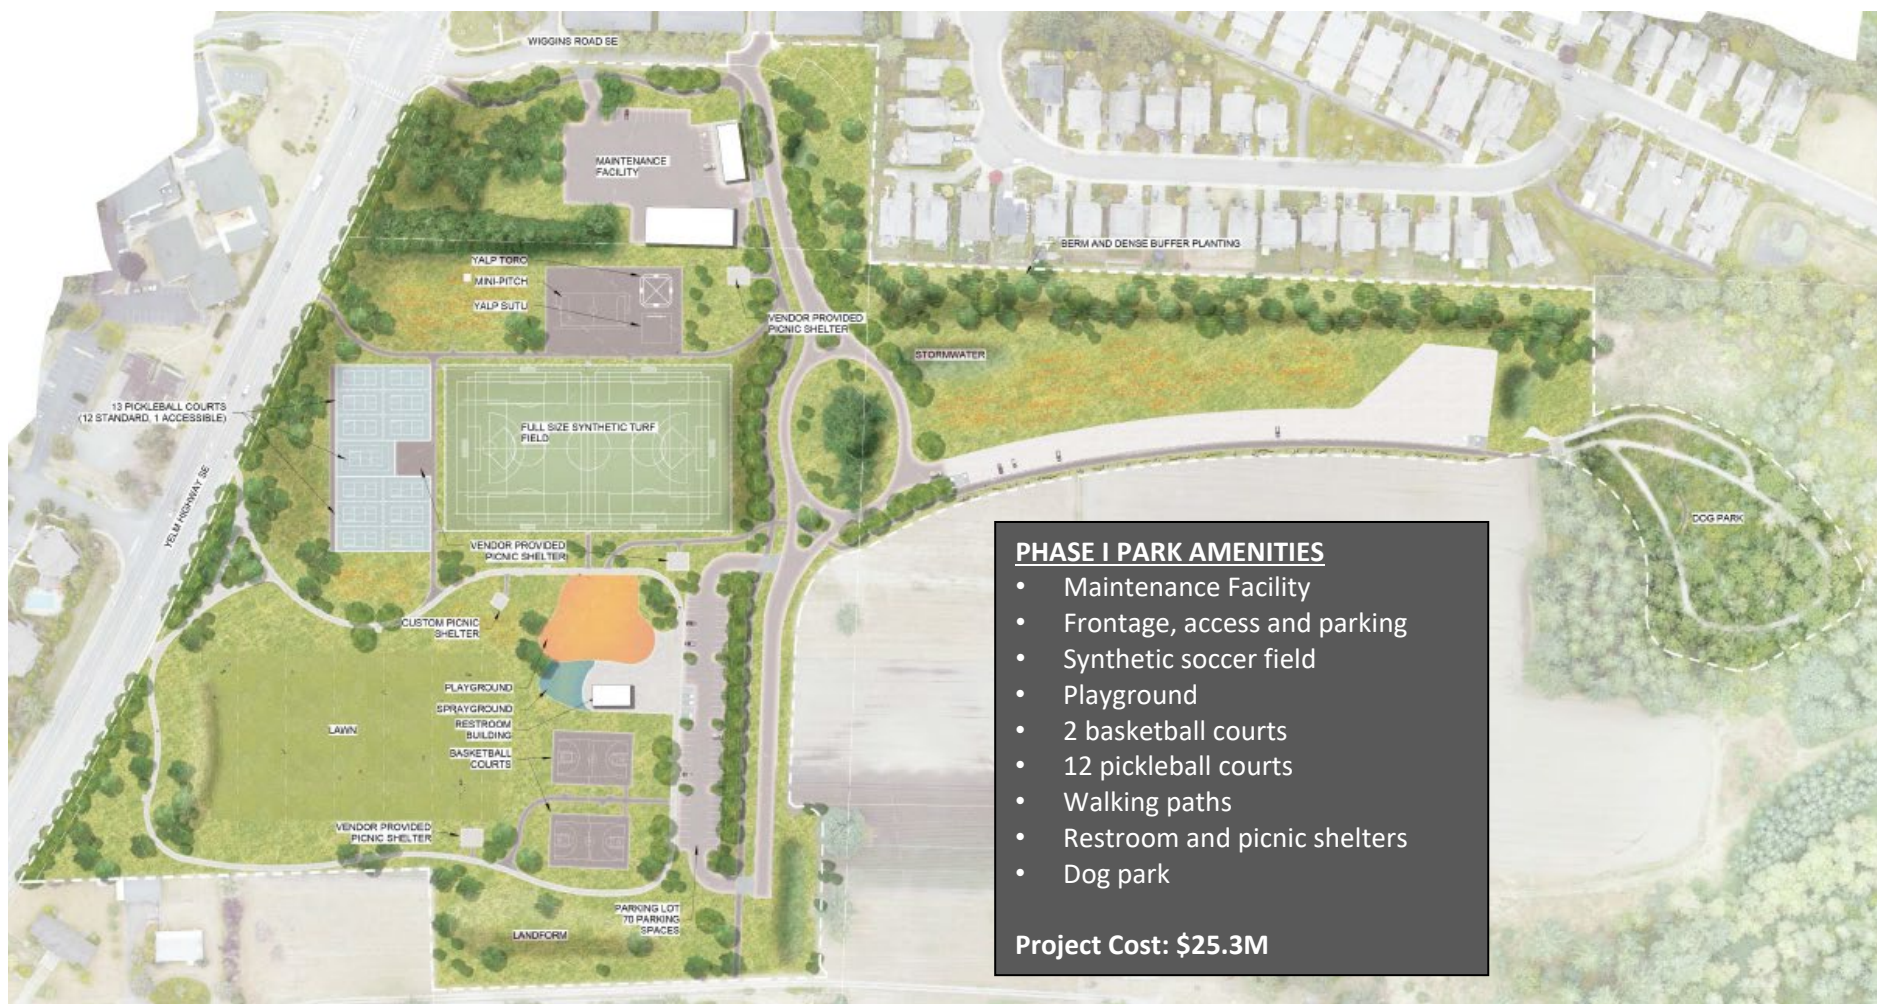 WIGGINS ROAD SE
MAINTENANCE
FACILITY
BERM AND DENSE BUFFER PLANTING
YALP TORO
MINI-PITCH
YALP SUTU
VENDOR PROVIDED
PICNIC SHELTER
STORMWATER
13 PICKLEBALL COURTS
(12 STANDARD, 1 ACCESSIBLE)
FULL SIZE SYNTHETIC TURF
FIELD
YELM HIGHWAY SE
DOG PARK
VENDOR PROVIDED
PICNIC SHELTER
CUSTOM PICNIC
SHELTER
PLAYGROUND
SPRAYGROUND
RESTROOM
BUILDING
LAWN
BASKETBALL
COURTS
VENDOR PROVIDED
PICNIC SHELTER
PARKING LOT
70 PARKING
SPACES
LANDFORM
PHASE I PARK AMENITIES
• Maintenance Facility
• Frontage, access and parking
• Synthetic soccer field
• Playground
• 2 basketball courts
• 12 pickleball courts
• Walking paths
• Restroom and picnic shelters
• Dog park
Project Cost: $25.3M